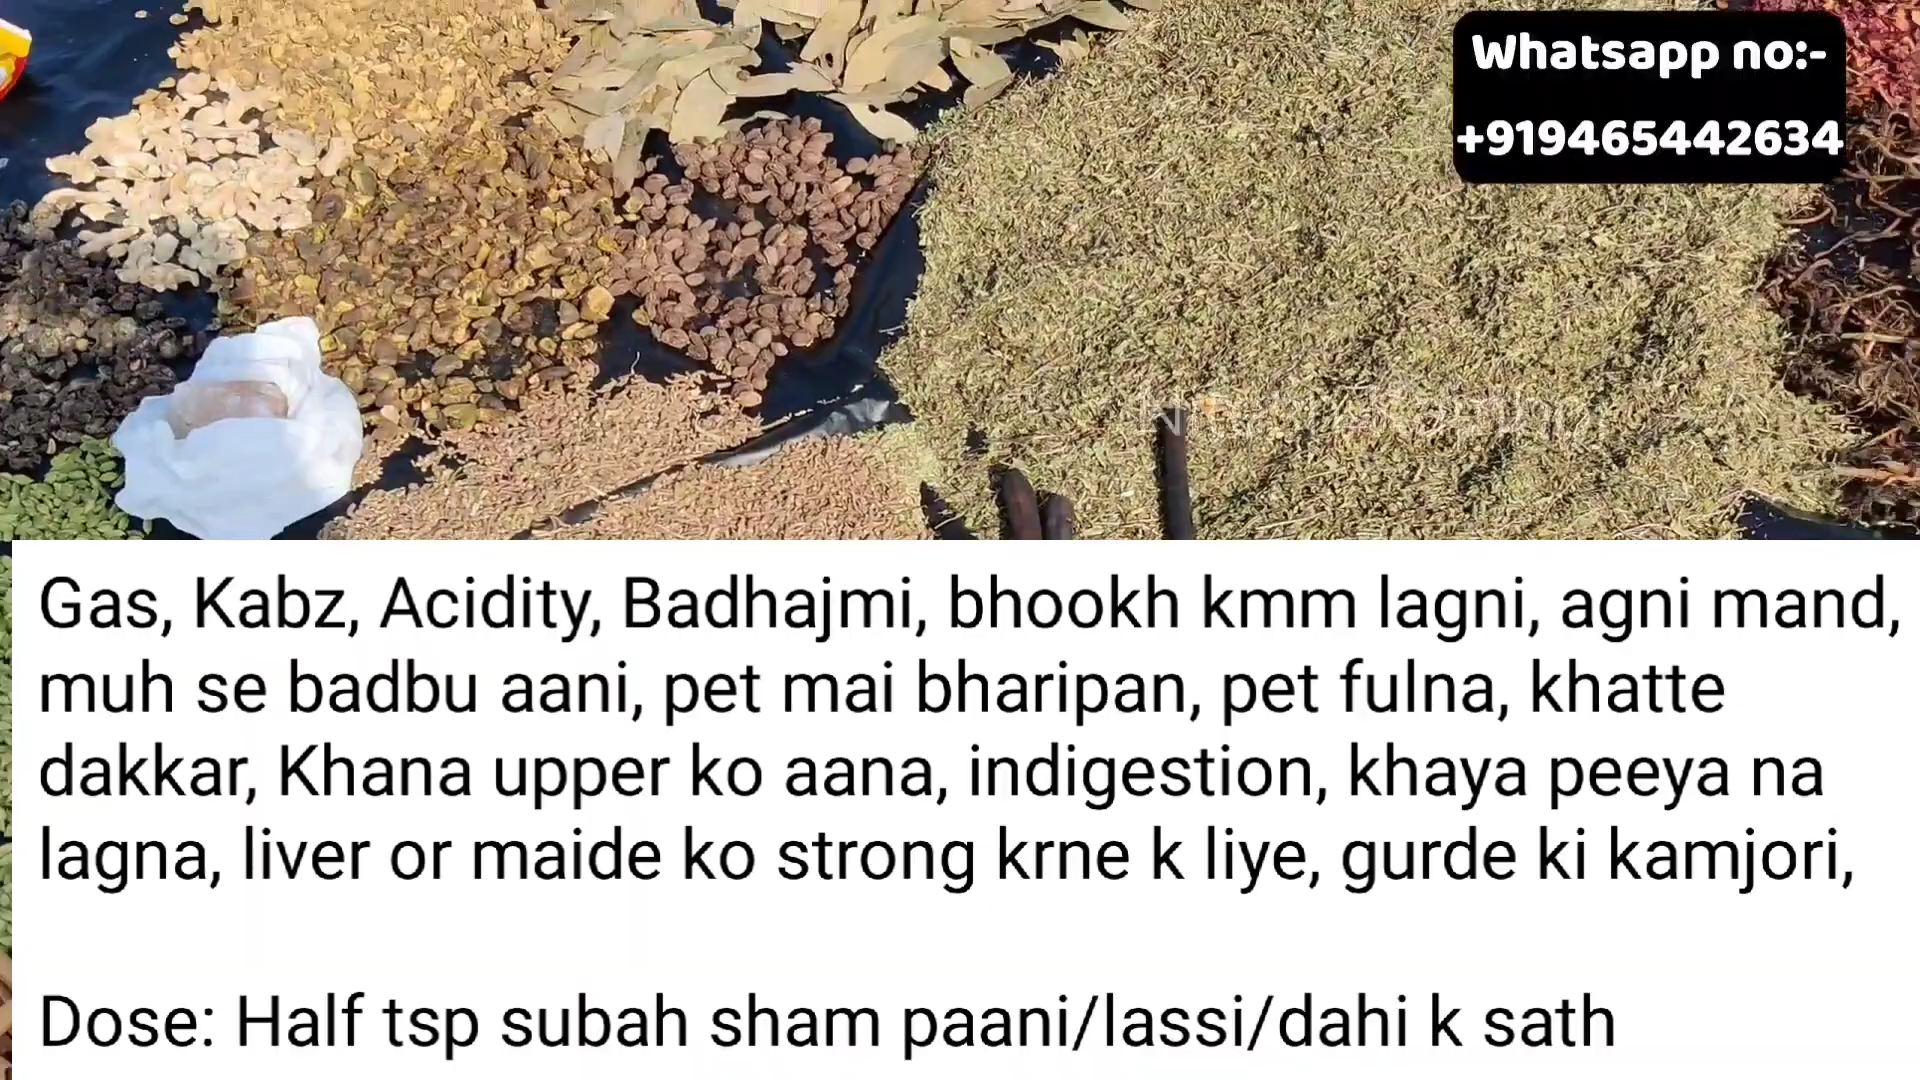 Whatsapp no:-
+919465442634
Gas, Kabz, Acidity, Badhajmi, bhookh kmm lagni, agni mand,
muh se badbu aani, pet mai bharipan, pet fulna, khatte
dakkar, Khana upper ko aana, indigestion, khaya peeya na
lagna, liver or maide ko strong krne k liye, gurde ki kamjori,
Dose: Half tsp subah sham paani/lassi/dahi k sath